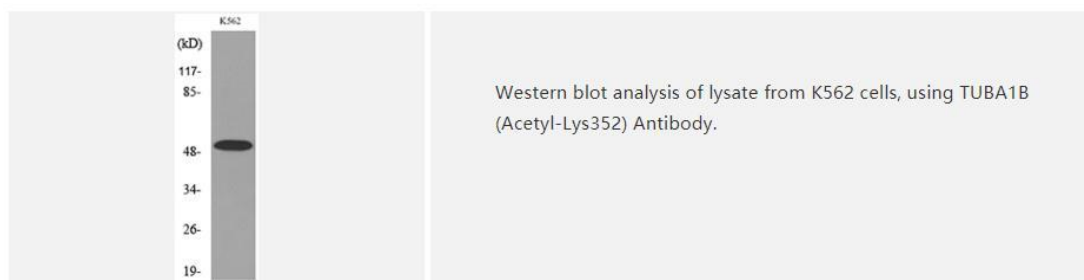 K562
(kD)
117-
85-
48-
34-
26-
19-
Western blot analysis of lysate from K562 cells, using TUBA1B
(Acetyl-Lys352) Antibody.